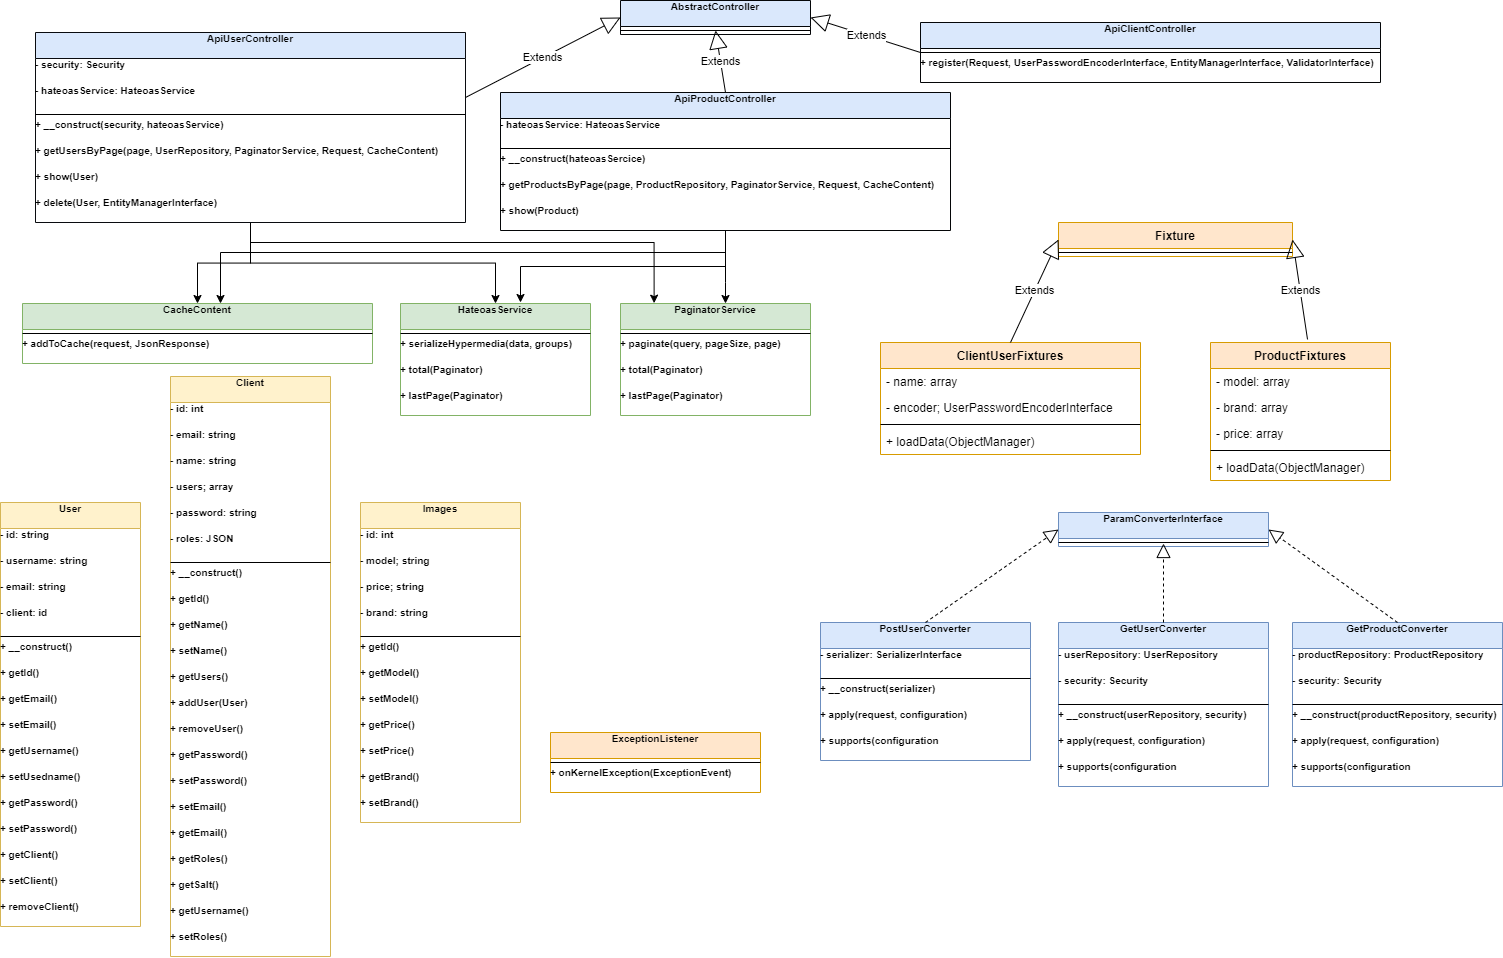 AbstractController
Extends
Extends
Extends
ApiUserController
- security: Security
- hateoasService: HateoasService
+ __construct(security, hateoasService)
+ getUsersByPage(page, UserRepository, PaginatorService, Request, CacheContent)
+ show(User)
+ delete(User, EntityManagerInterface)
ApiProductController
- hateoasService: HateoasService
+ __construct(hateoasSercice)
+ getProductsByPage(page, ProductRepository, PaginatorService, Request, CacheContent)
+ show(Product)
ApiClientController
+ register(Request, UserPasswordEncoderInterface, EntityManagerInterface, ValidatorInterface)
CacheContent
+ addToCache(request, JsonResponse)
HateoasService
+ serializeHypermedia(data, groups)
+ total(Paginator)
+ lastPage(Paginator)
PaginatorService
+ paginate(query, pageSize, page)
+ total(Paginator)
+ lastPage(Paginator)
Fixture
Extends
Extends
ClientUserFixtures
- name: array
- encoder; UserPasswordEncoderInterface
+ loadData(ObjectManager)
ProductFixtures
- model: array
- brand: array
- price: array
+ loadData(ObjectManager)
User
- id: string
- username: string
- email: string
- client: id
+ __construct()
+ getId()
+ getEmail()
+ setEmail()
+ getUsername()
+ setUsedname()
+ getPassword()
+ setPassword()
+ getClient()
+ setClient()
+ removeClient()
Client
- id: int
- email: string
- name: string
- users; array
- password: string
- roles: JSON
+ __construct()
+ getId()
+ getName()
+ setName()
+ getUsers()
+ addUser(User)
+ removeUser()
+ getPassword()
+ setPassword()
+ setEmail()
+ getEmail()
+ getRoles()
+ getSalt()
+ getUsername()
+ setRoles()
Images
- id: int
- model; string
- price; string
- brand: string
+ getId()
+ getModel()
+ setModel()
+ getPrice()
+ setPrice()
+ getBrand()
+ setBrand()
ExceptionListener
+ onKernelException(ExceptionEvent)
ParamConverterInterface
PostUserConverter
- serializer: SerializerInterface
+ __construct(serializer)
+ apply(request, configuration)
+ supports(configuration
GetUserConverter
- userRepository: UserRepository
- security: Security
+ __construct(userRepository, security)
+ apply(request, configuration)
+ supports(configuration
GetProductConverter
- productRepository: ProductRepository
- security: Security
+ __construct(productRepository, security)
+ apply(request, configuration)
+ supports(configuration